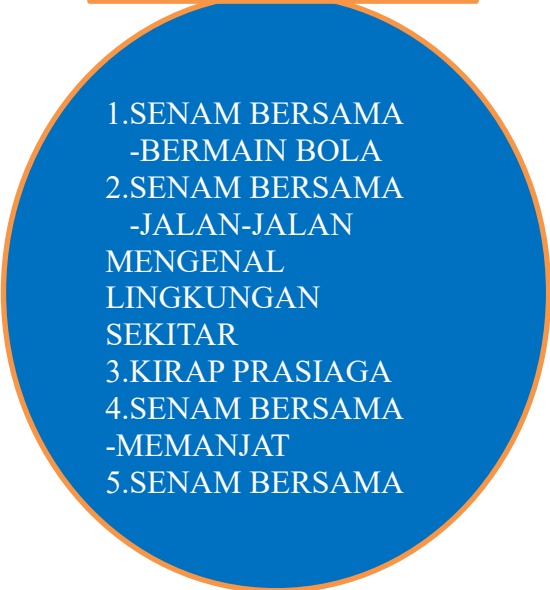 1.SENAM BERSAMA
-BERMAIN BOLA
2.SENAM BERSAMA
-JALAN-JALAN
MENGENAL
LINGKUNGAN
SEKITAR
3.KIRAP PRASIAGA
4.SENAM BERSAMA
-MEMANJAT
5.SENAM BERSAMA